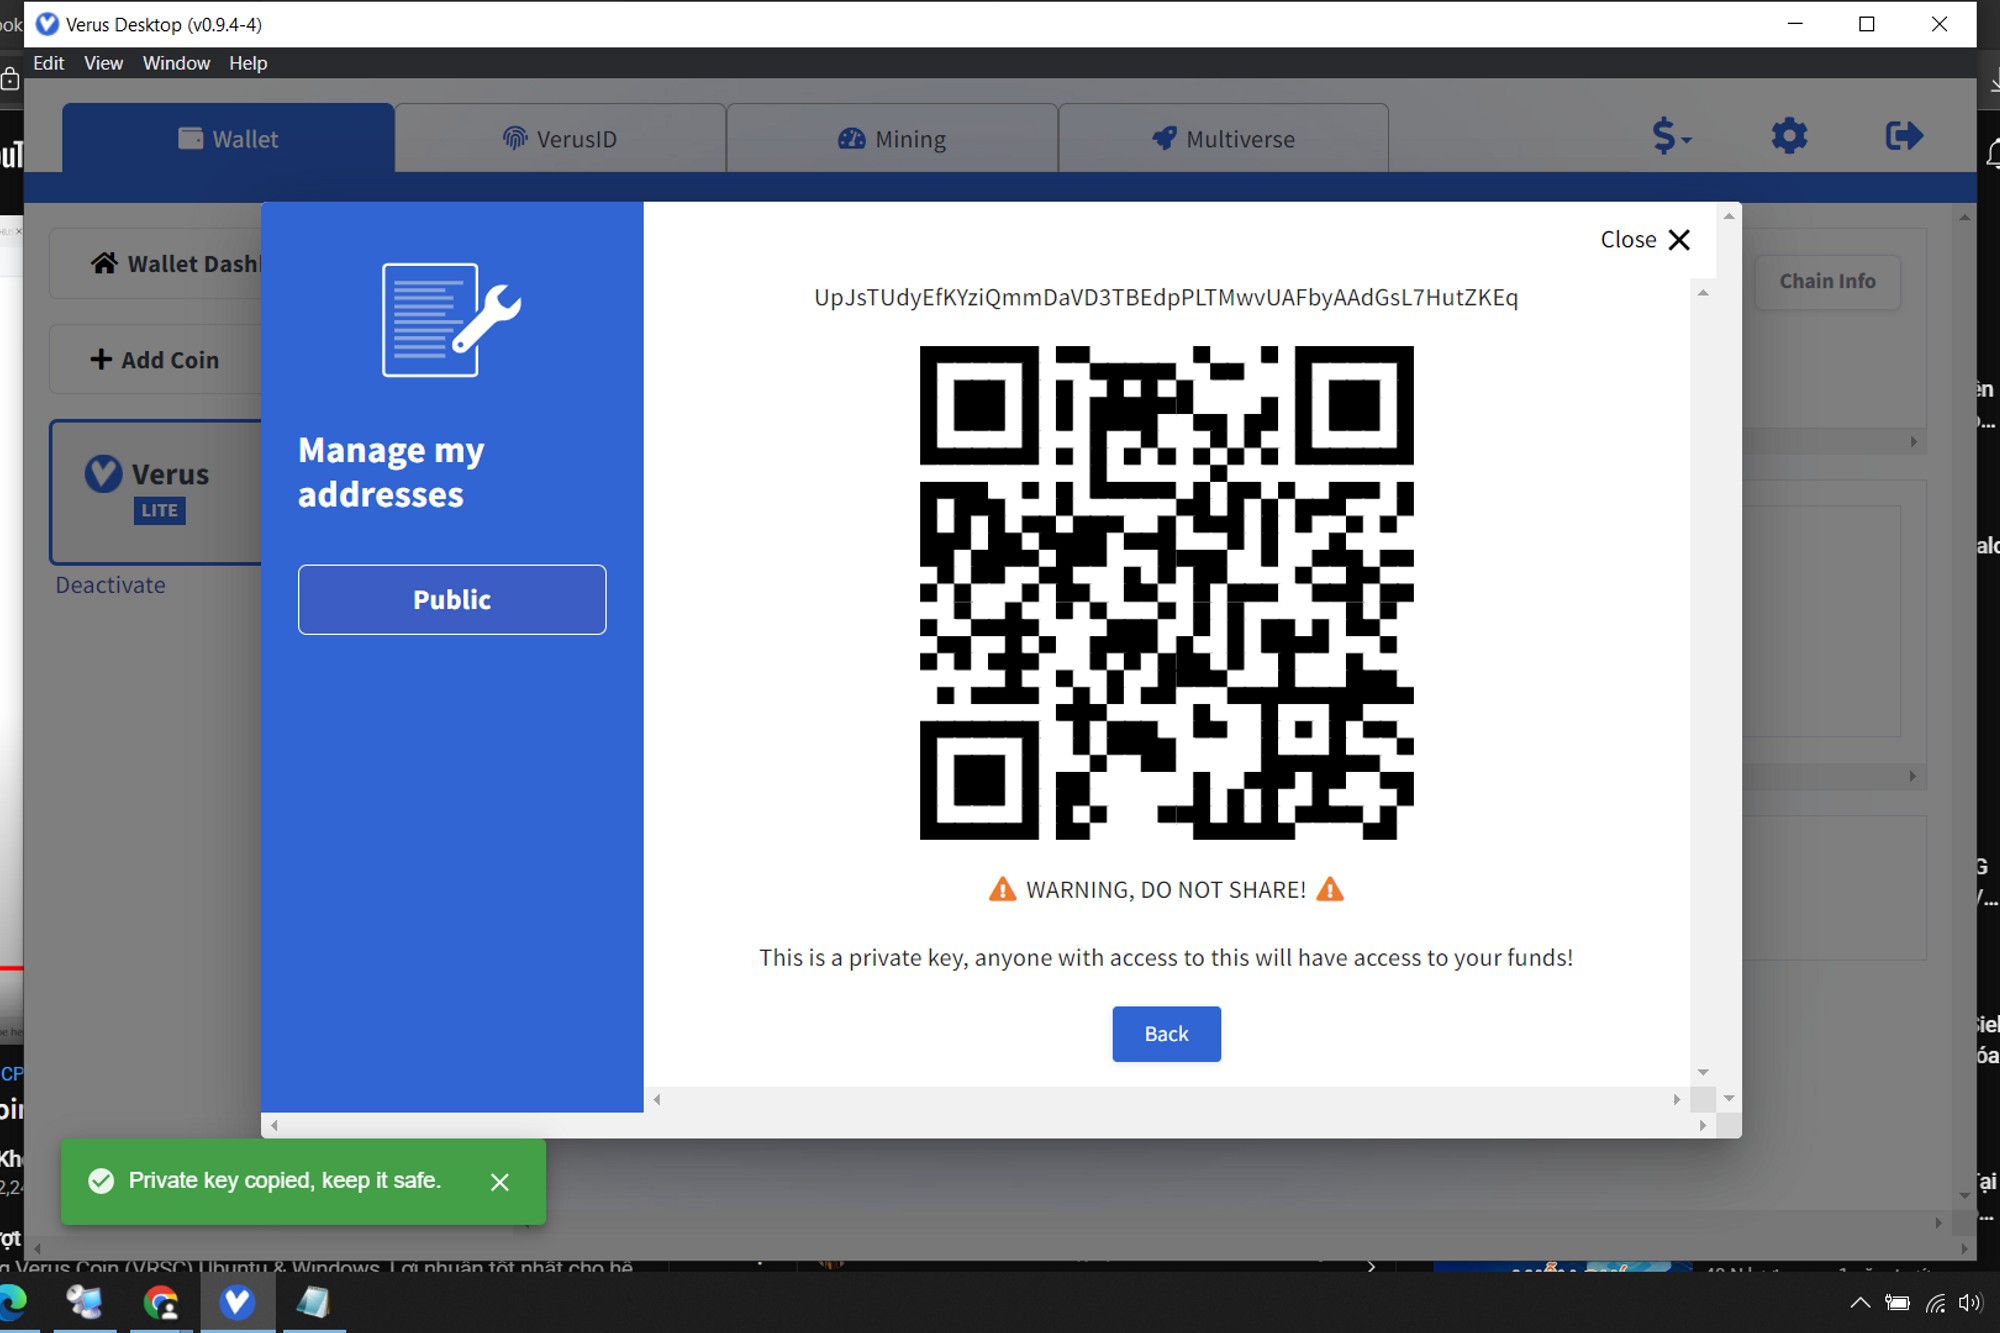 Verus Desktop (v0.9.4-4)
Edit View Window Help
Wallet
VerusID
Mining
Multiverse
Close
Wallet Dash
Chain Info
UpJsTUdyEfKYziQmmDaVD3TBEdpPLTMwvUAFbyAAdGsL7HutZKEq
Add Coin
Verus
LITE
Deactivate
Manage my
addresses
Public
WARNING, DO NOT SHARE!
This is a private key, anyone with access to this will have access to your funds!
Back
Private key copied, keep it safe.
g Verus Coin (VRSC) Ubuntu & Windows. Lợi nhuận tốt nhất cho hệ